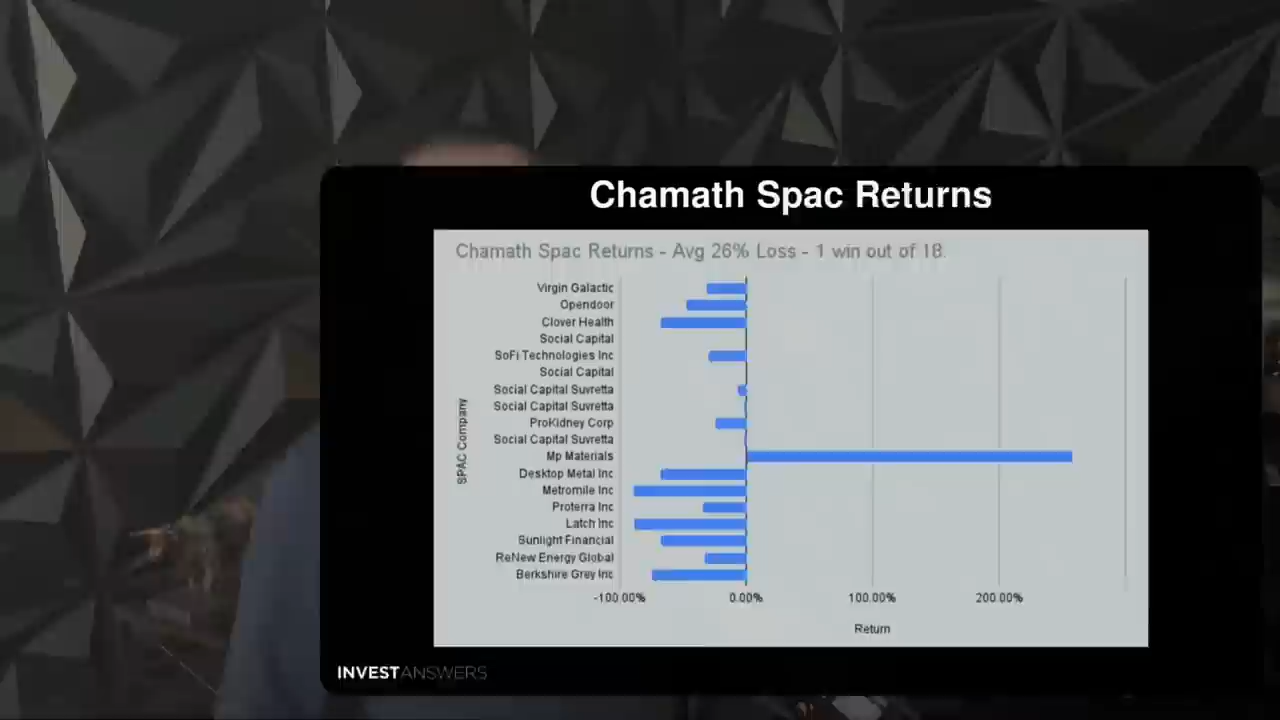 Chamath Spac Returns
Chamath Spac Returns - Avg 26% Loss - 1 win out of 18.
SPAC Company
Virgin Galactic
Opendoor
Clover Health
Social Capital
SoFi Technologies Inc
Social Capital
Social Capital Suvretta
Social Capital Suvretta
ProKidney Corp
Social Capital Suvretta
Mp Materials
Desktop Metal Inc
Metromile Inc
Proterra Inc
Latch Inc
Sunlight Financial
ReNew Energy Global
Berkshire Grey Inc
-100.00% 0.00% 100.00% 200.00%
Return
INVESTANSWERS